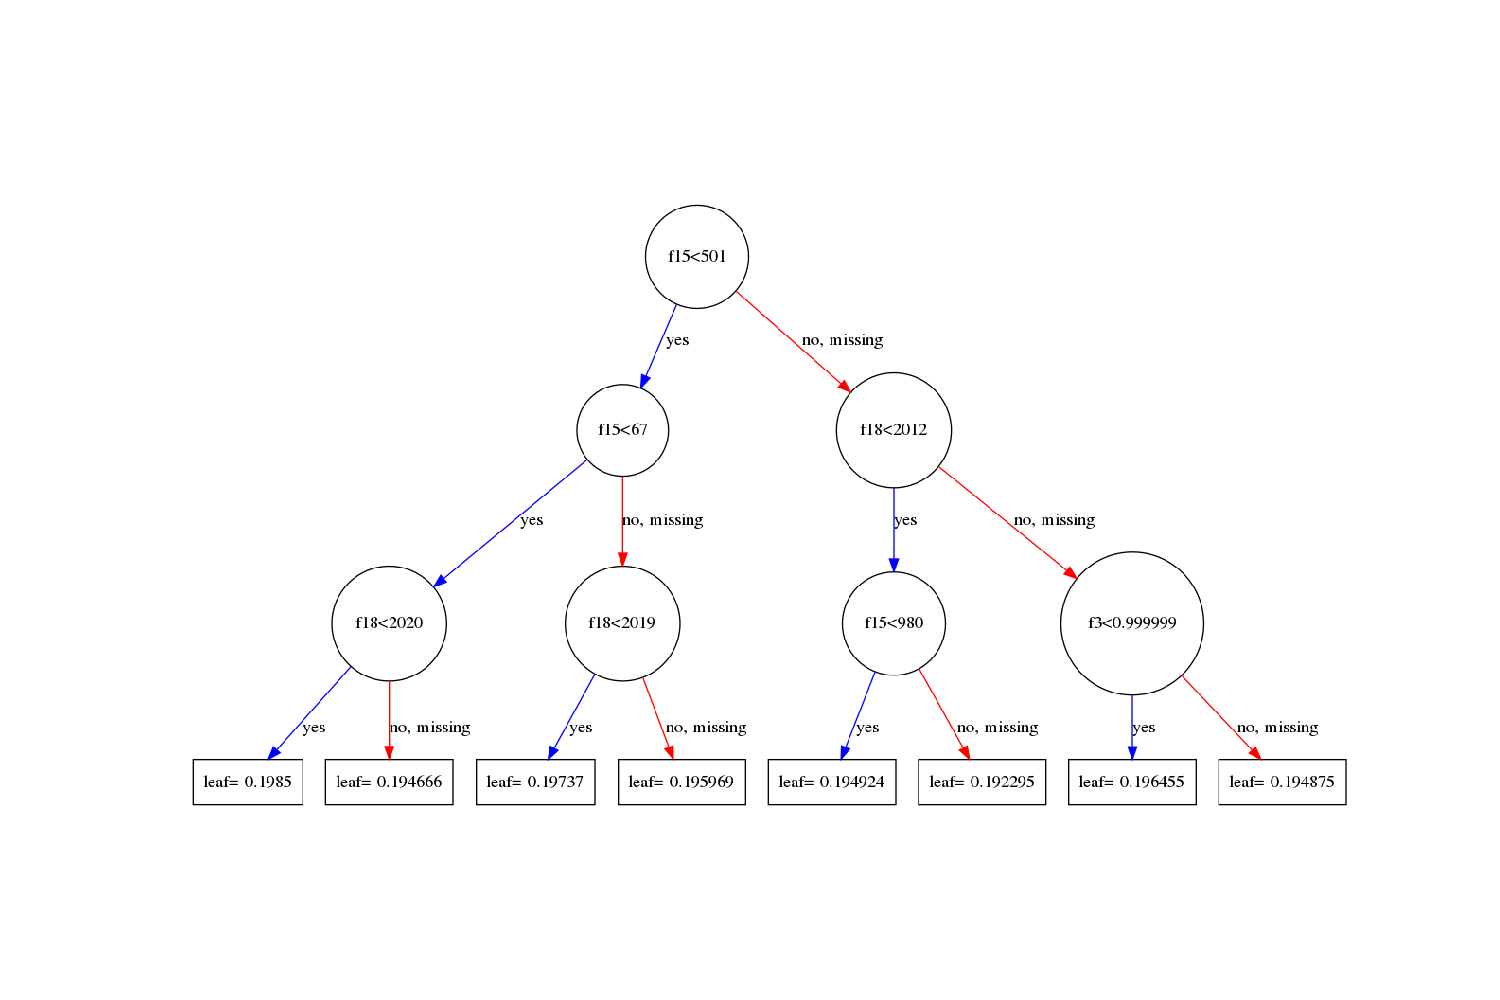 f15<501
yes
no, missing
f15<67
f18<2012
yes
no, missing
yes
no, missing
f18<2020
f18<2019
f15<980
f3<0.999999
yes
no, missing
yes
no, missing
yes
no, missing
yes
no, missing
leaf= 0.1985
leaf= 0.194666
leaf= 0.19737
leaf= 0.195969
leaf= 0.194924
leaf= 0.192295
leaf= 0.196455
leaf= 0.194875